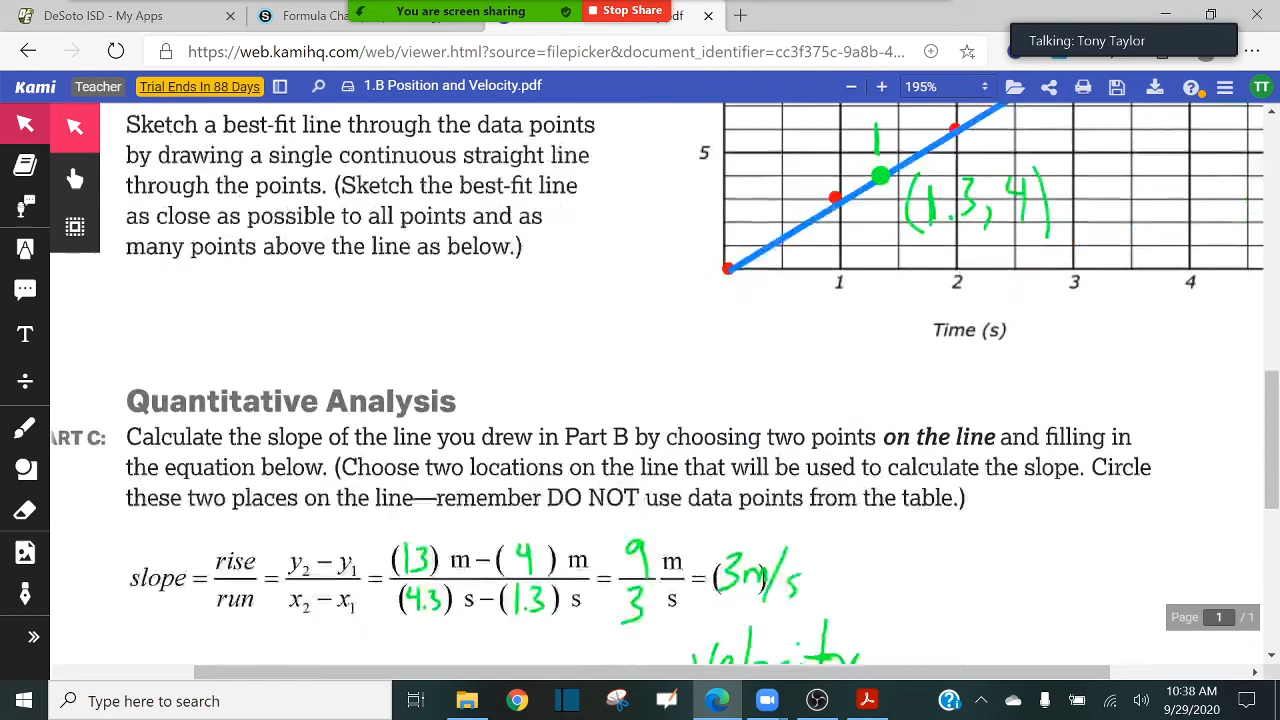 DeSoto ISD - My Apps
Formula Cha
You are screen sharing
Stop Share
pdf
https://web.kamihq.com/web/viewer.html?source=filepicker&document_identifier=cc3f375c-9a8b-4...
Talking: Tony Taylor
Kami
Teacher
Trial Ends In 88 Days
1.B Position and Velocity.pdf
195%
TT
Sketch a best-fit line through the data points
by drawing a single continuous straight line
through the points. (Sketch the best-fit line
as close as possible to all points and as
many points above the line as below.)
5
1
(1.3, 4)
1 2 3 4
Time (s)
Quantitative Analysis
ART C: Calculate the slope of the line you drew in Part B by choosing two points on the line and filling in
the equation below. (Choose two locations on the line that will be used to calculate the slope. Circle
these two places on the line—remember DO NOT use data points from the table.)
slope = rise/run = y₂ − y₁/x₂ − x₁ = (13) m − (4) m/(4.3) s − (1.3) s = 9/3 m/s = (3m/s)
velocity
Page 1 / 1
Type here to search
10:38 AM
9/29/2020